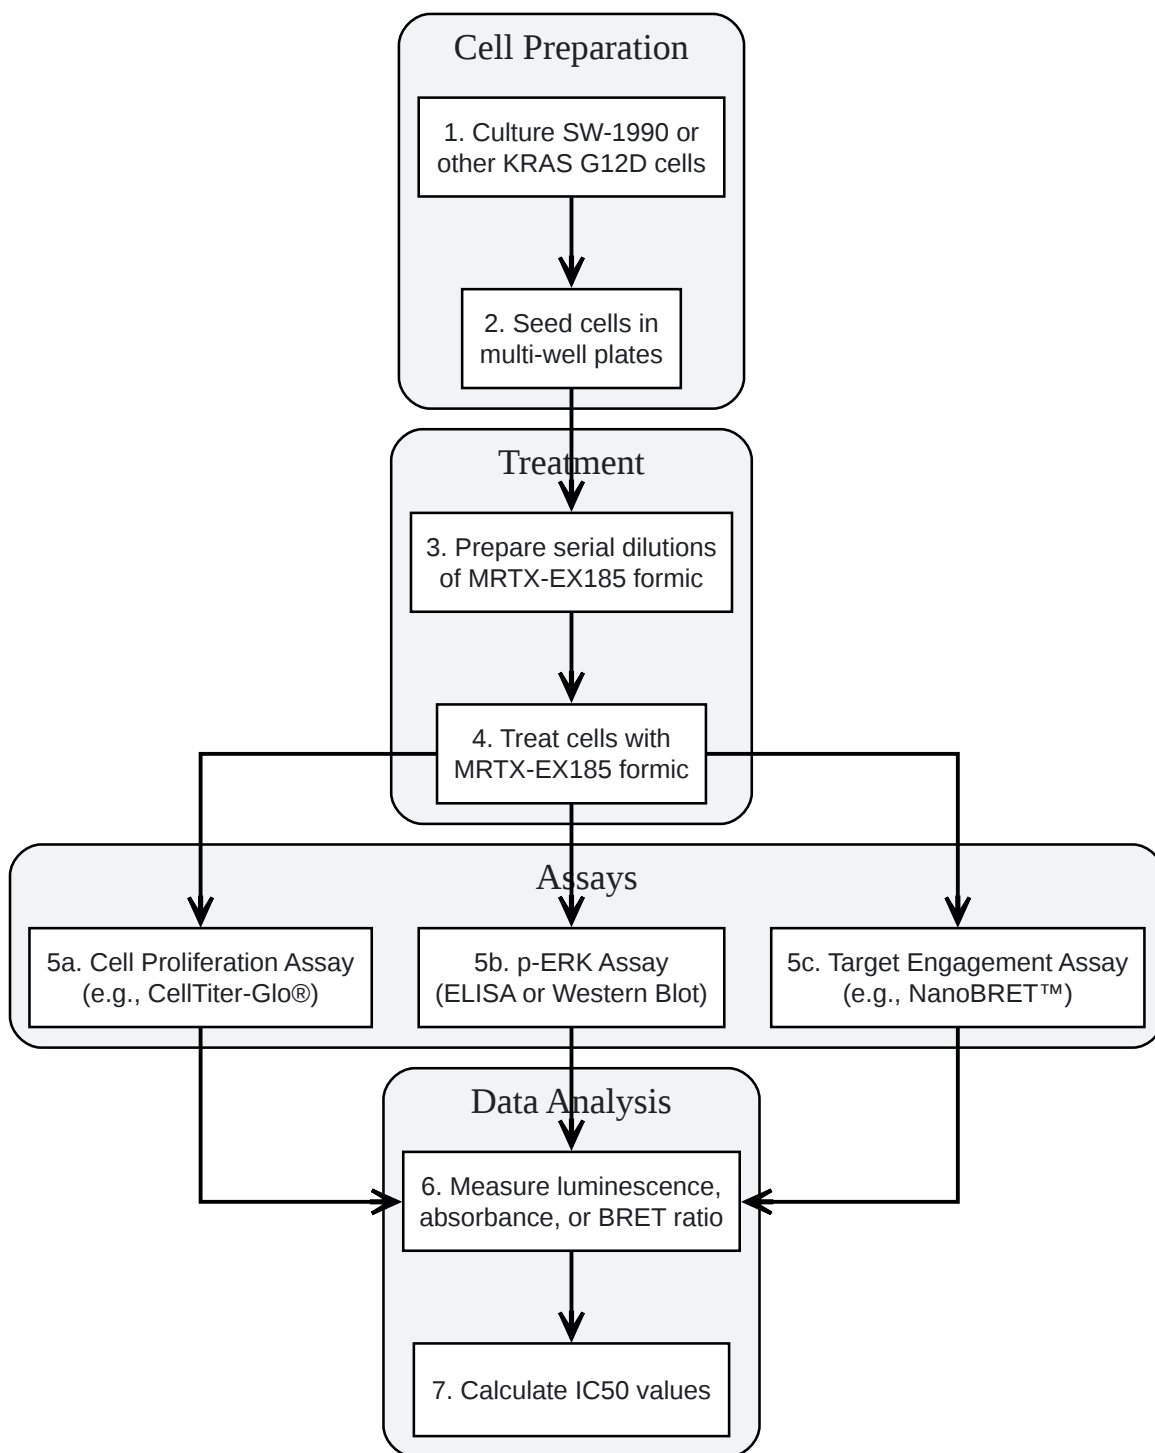 Cell Preparation
1. Culture SW-1990 or
other KRAS G12D cells
2. Seed cells in
multi-well plates
Treatment
3. Prepare serial dilutions
of MRTX-EX185 formic
4. Treat cells with
MRTX-EX185 formic
Assays
5a. Cell Proliferation Assay
(e.g., CellTiter-Glo®)
5b. p-ERK Assay
(ELISA or Western Blot)
5c. Target Engagement Assay
(e.g., NanoBRET™)
Data Analysis
6. Measure luminescence,
absorbance, or BRET ratio
7. Calculate IC50 values